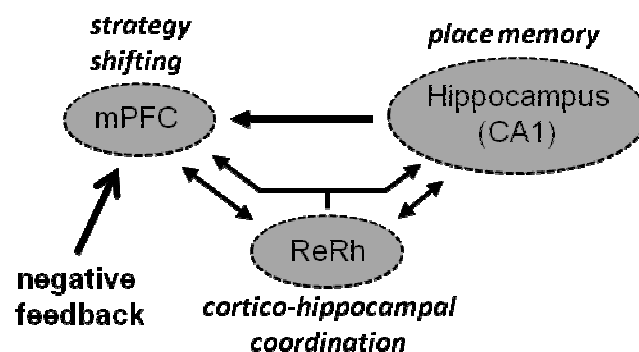 strategy
shifting
place memory
mPFC
Hippocampus
(CA1)
ReRh
negative
feedback
cortico-hippocampal
coordination